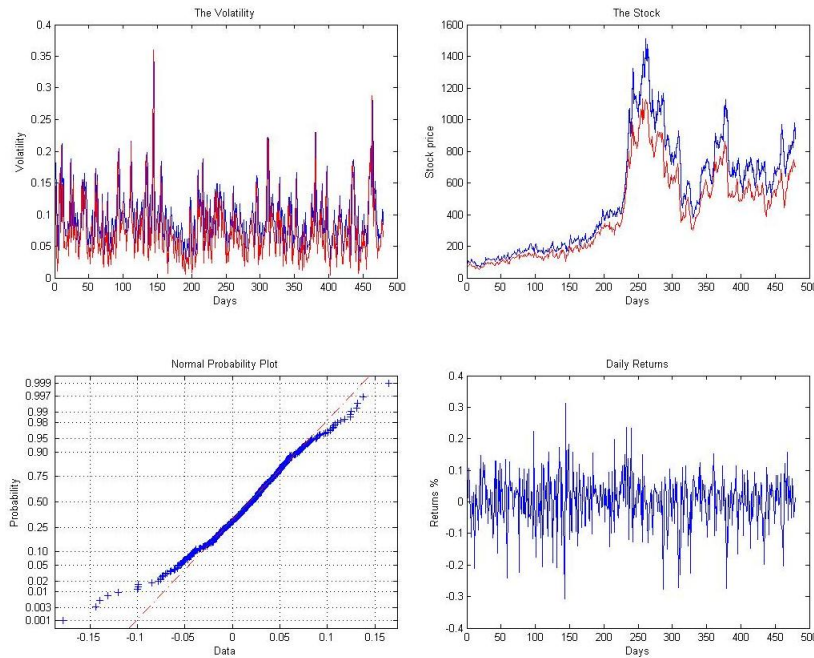 The Volatility
0.4
0.35
0.3
0.25
0.2
0.15
0.1
0.05
0
Volatility
0 50 100 150 200 250 300 350 400 450 500
Days
The Stock
1600
1400
1200
1000
800
600
400
200
0
Stock price
0 50 100 150 200 250 300 350 400 450 500
Days
Normal Probability Plot
0.999
0.997
0.99
0.98
0.95
0.90
0.75
0.50
0.25
0.10
0.05
0.02
0.01
0.003
0.001
Probability
-0.15 -0.1 -0.05 0 0.05 0.1 0.15
Data
Daily Returns
0.4
0.3
0.2
0.1
0
-0.1
-0.2
-0.3
-0.4
Returns %
0 50 100 150 200 250 300 350 400 450 500
Days